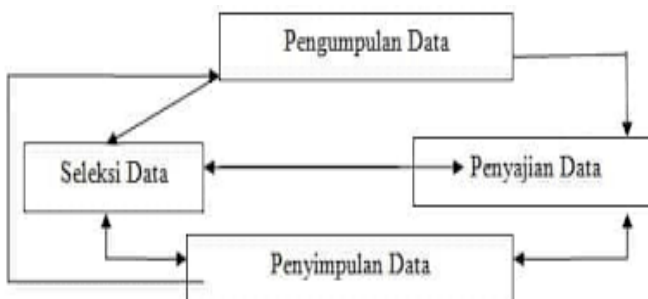 Pengumpulan Data
Seleksi Data
Penyajian Data
Penyimpulan Data